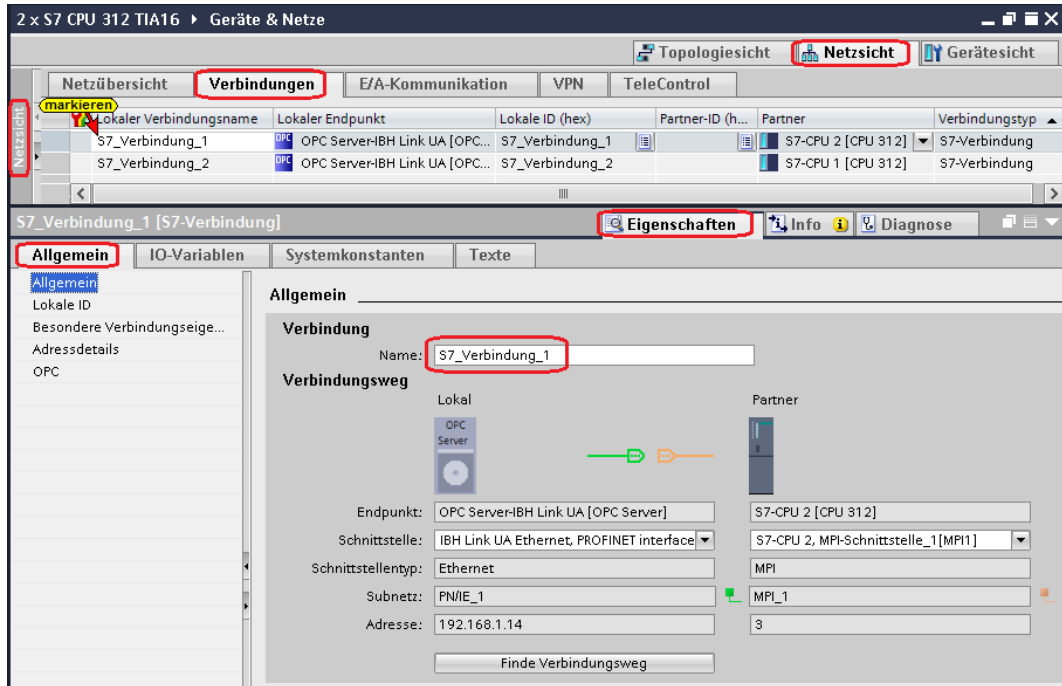 2 x S7 CPU 312 TIA16 ▸ Geräte & Netze
Topologiesicht Netzsicht Gerätesicht
Netzübersicht Verbindungen E/A-Kommunikation VPN TeleControl
Netzsicht
markieren
Lokaler Verbindungsname Lokaler Endpunkt Lokale ID (hex) Partner-ID (h... Partner Verbindungstyp
S7_Verbindung_1 OPC OPC Server-IBH Link UA [OPC... S7_Verbindung_1 S7-CPU 2 [CPU 312] S7-Verbindung
S7_Verbindung_2 OPC OPC Server-IBH Link UA [OPC... S7_Verbindung_2 S7-CPU 1 [CPU 312] S7-Verbindung
S7_Verbindung_1 [S7-Verbindung]
Eigenschaften Info Diagnose
Allgemein IO-Variablen Systemkonstanten Texte
Allgemein
Lokale ID
Besondere Verbindungseige...
Adressdetails
OPC
Allgemein
Verbindung
Name: S7_Verbindung_1
Verbindungsweg
Lokal Partner
OPC
Server
Endpunkt: OPC Server-IBH Link UA [OPC Server] S7-CPU 2 [CPU 312]
Schnittstelle: IBH Link UA Ethernet, PROFINET interface S7-CPU 2, MPI-Schnittstelle_1[MPI1]
Schnittstellentyp: Ethernet MPI
Subnetz: PN/IE_1 MPI_1
Adresse: 192.168.1.14 3
Finde Verbindungsweg